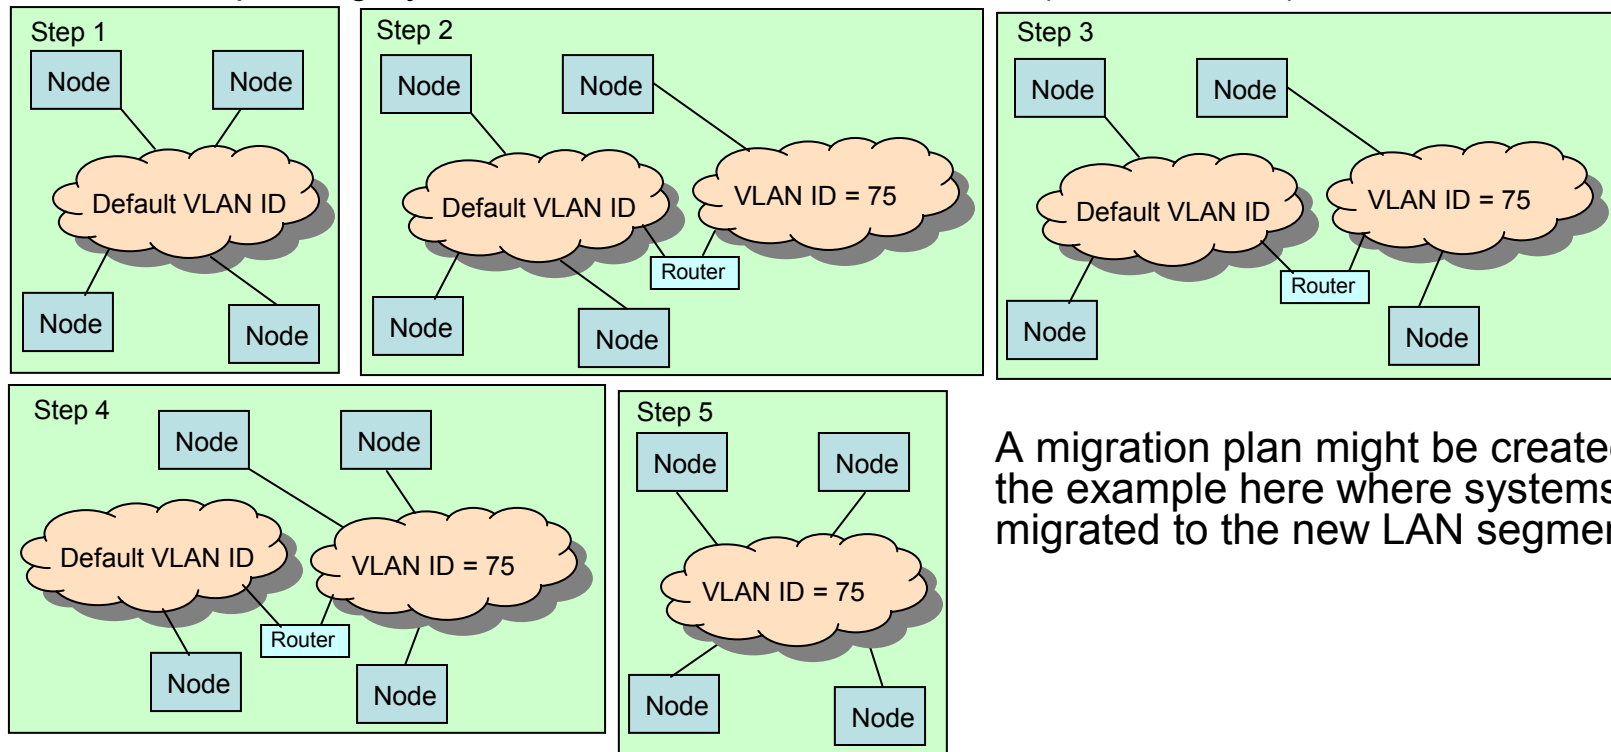 Step 1
Node
Node
Default VLAN ID
Node
Node
Step 2
Node
Node
Default VLAN ID
VLAN ID = 75
Router
Node
Node
Step 3
Node
Node
Default VLAN ID
VLAN ID = 75
Router
Node
Node
Step 4
Node
Node
Default VLAN ID
VLAN ID = 75
Router
Node
Node
Step 5
Node
Node
VLAN ID = 75
Node
Node
A migration plan might be create
the example here where systems
migrated to the new LAN